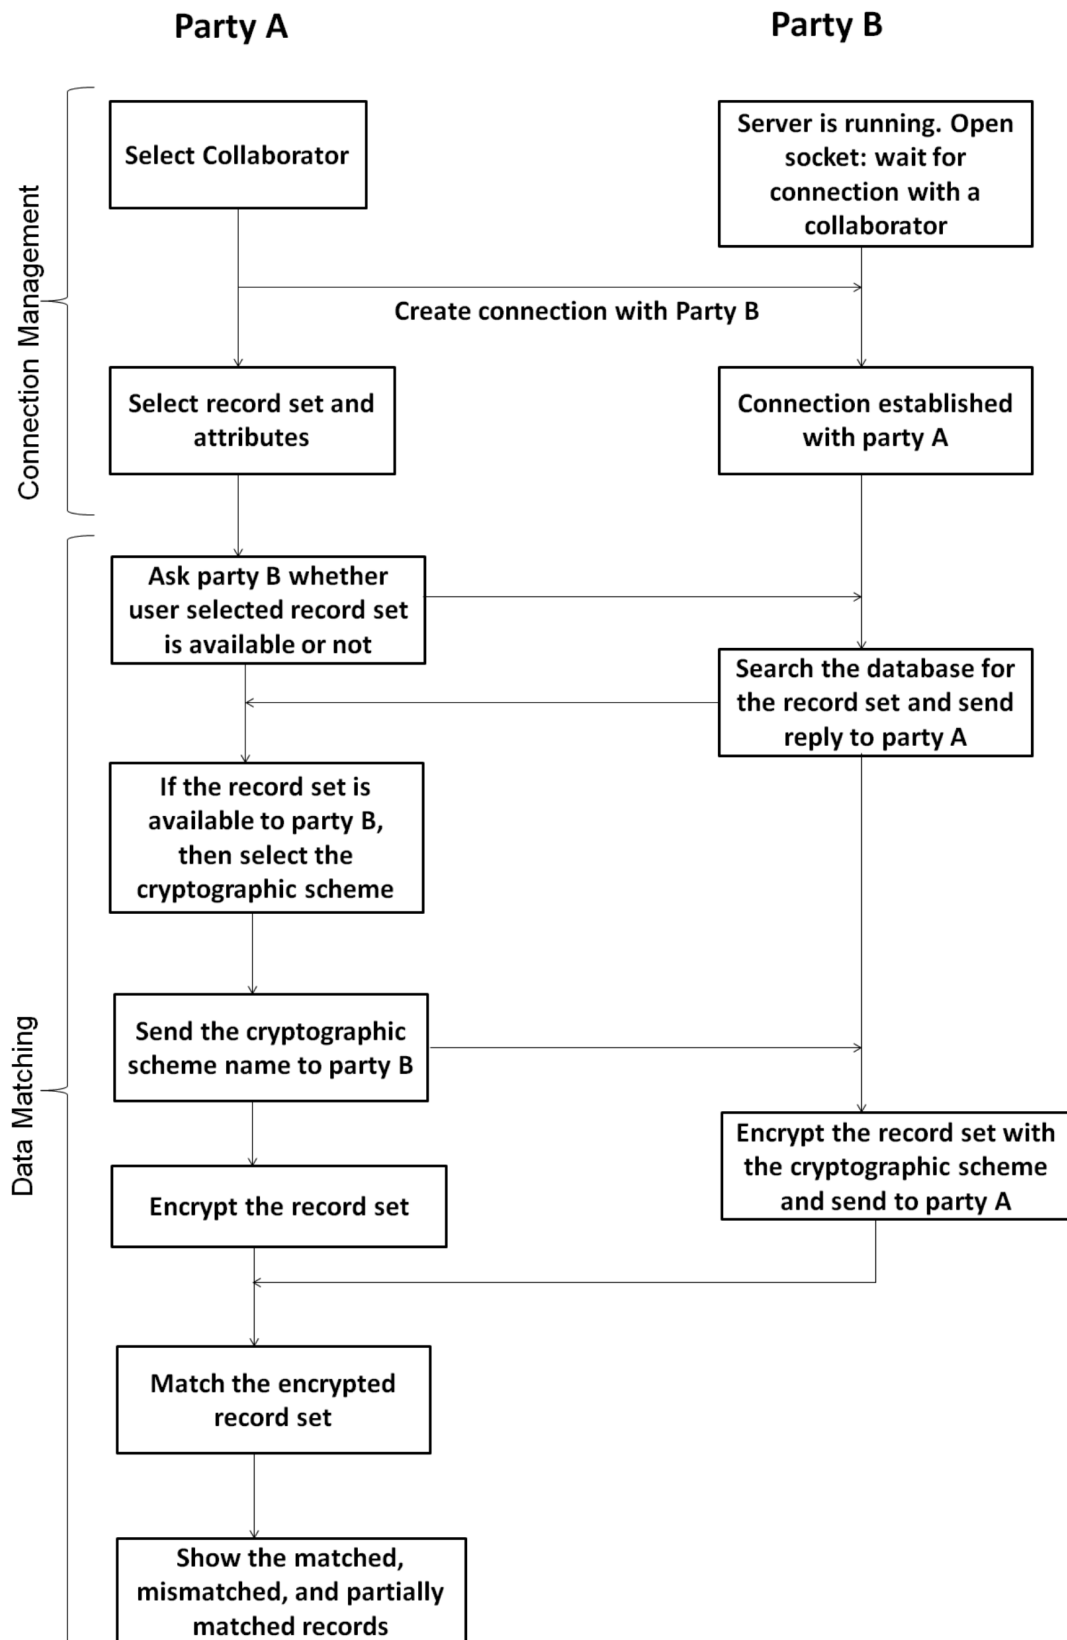 Party A
Party B
Connection Management
Select Collaborator
Server is running. Open
socket: wait for
connection with a
collaborator
Create connection with Party B
Select record set and
attributes
Connection established
with party A
Data Matching
Ask party B whether
user selected record set
is available or not
Search the database for
the record set and send
reply to party A
If the record set is
available to party B,
then select the
cryptographic scheme
Send the cryptographic
scheme name to party B
Encrypt the record set with
the cryptographic scheme
and send to party A
Encrypt the record set
Match the encrypted
record set
Show the matched,
mismatched, and partially
matched records